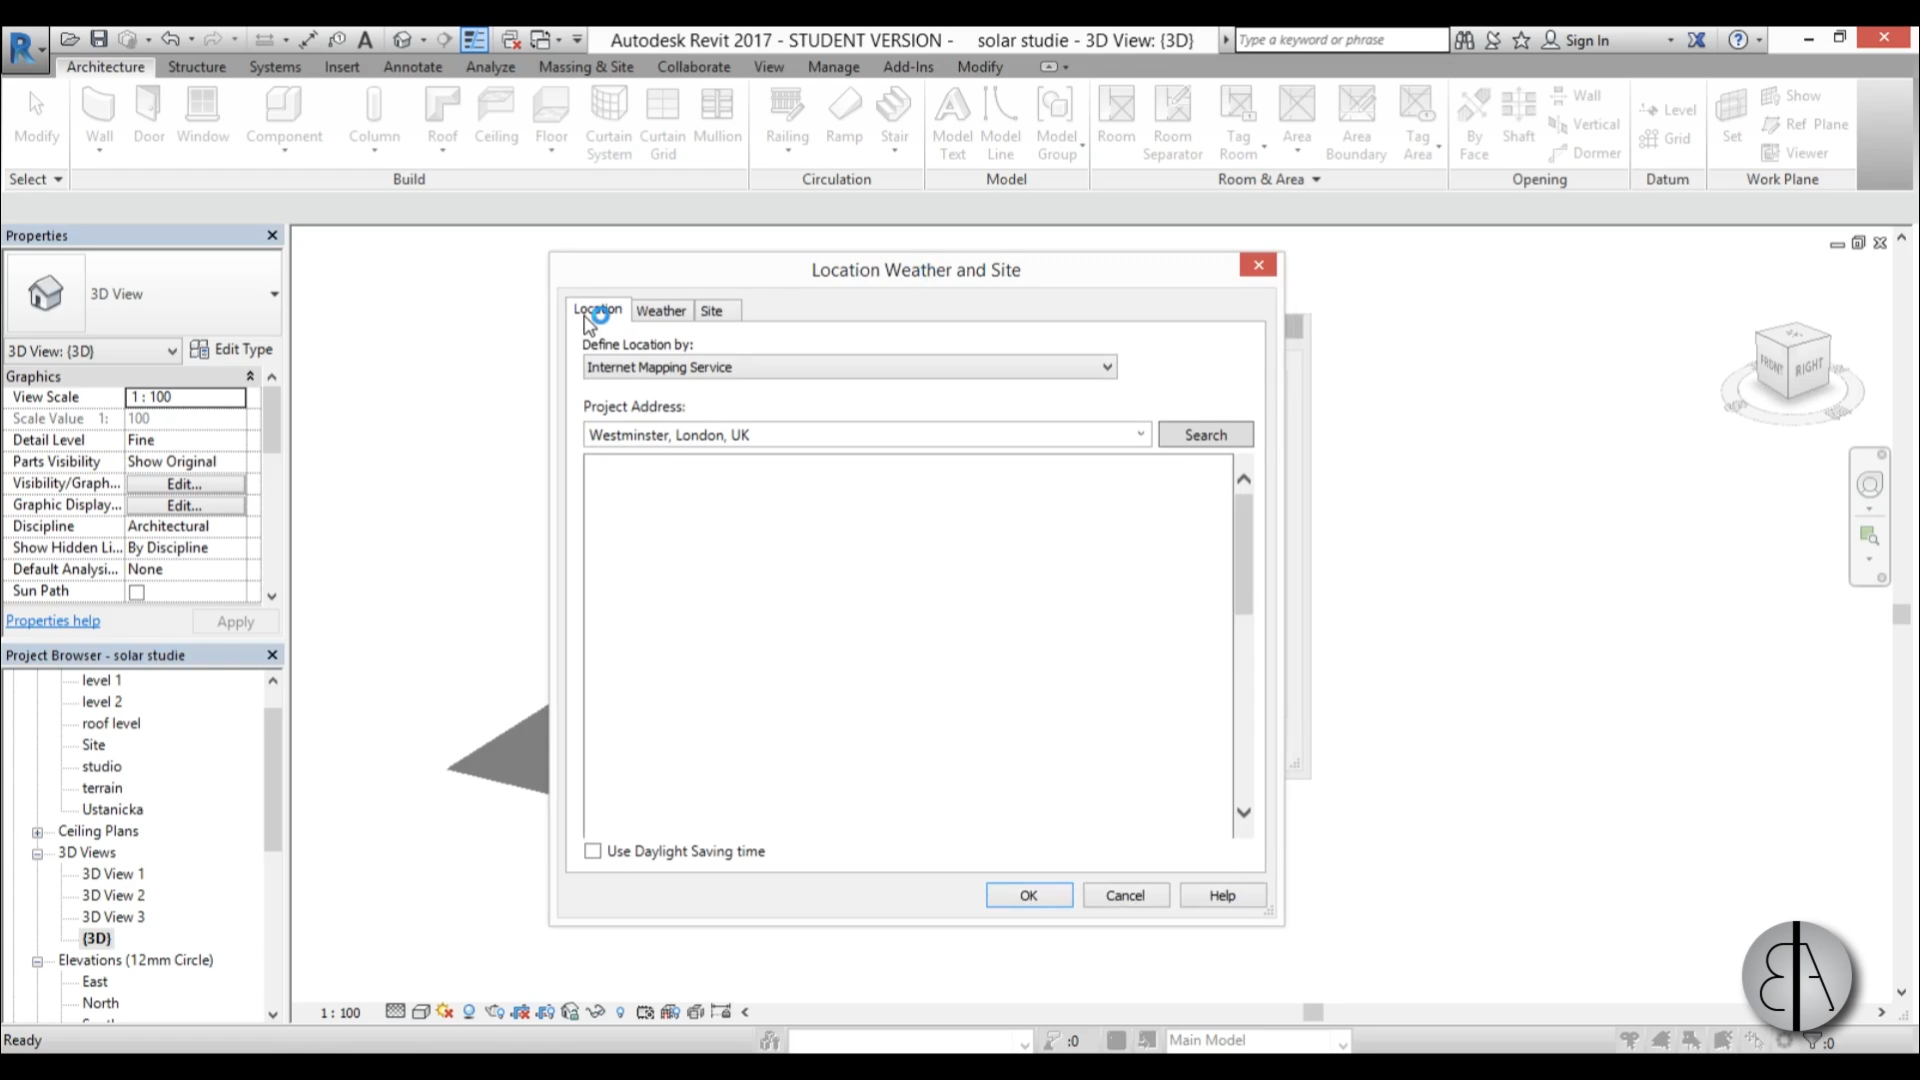 Autodesk Revit 2017 - STUDENT VERSION - solar studie - 3D View: {3D}
Type a keyword or phrase
Sign In
Architecture Structure Systems Insert Annotate Analyze Massing & Site Collaborate View Manage Add-Ins Modify
Modify Wall Door Window Component Column Roof Ceiling Floor Curtain System Curtain Grid Mullion Railing Ramp Stair Model Text Model Line Model Group Room Room Separator Tag Room Area Area Boundary Tag Area By Face Shaft Wall Vertical Dormer Level Grid Set Show Ref Plane Viewer
Select Build Circulation Model Room & Area Opening Datum Work Plane
Properties
3D View
3D View: {3D} Edit Type
Graphics
View Scale 1 : 100
Scale Value 1: 100
Detail Level Fine
Parts Visibility Show Original
Visibility/Graph... Edit...
Graphic Display... Edit...
Discipline Architectural
Show Hidden Li... By Discipline
Default Analysi... None
Sun Path
Properties help Apply
Project Browser - solar studie
level 1
level 2
roof level
Site
studio
terrain
Ustanicka
Ceiling Plans
3D Views
3D View 1
3D View 2
3D View 3
{3D}
Elevations (12mm Circle)
East
North
Location Weather and Site
Location Weather Site
Define Location by:
Internet Mapping Service
Project Address:
Westminster, London, UK Search
Use Daylight Saving time
OK Cancel Help
FRONT RIGHT
1 : 100
Ready :0 Main Model :0
BA